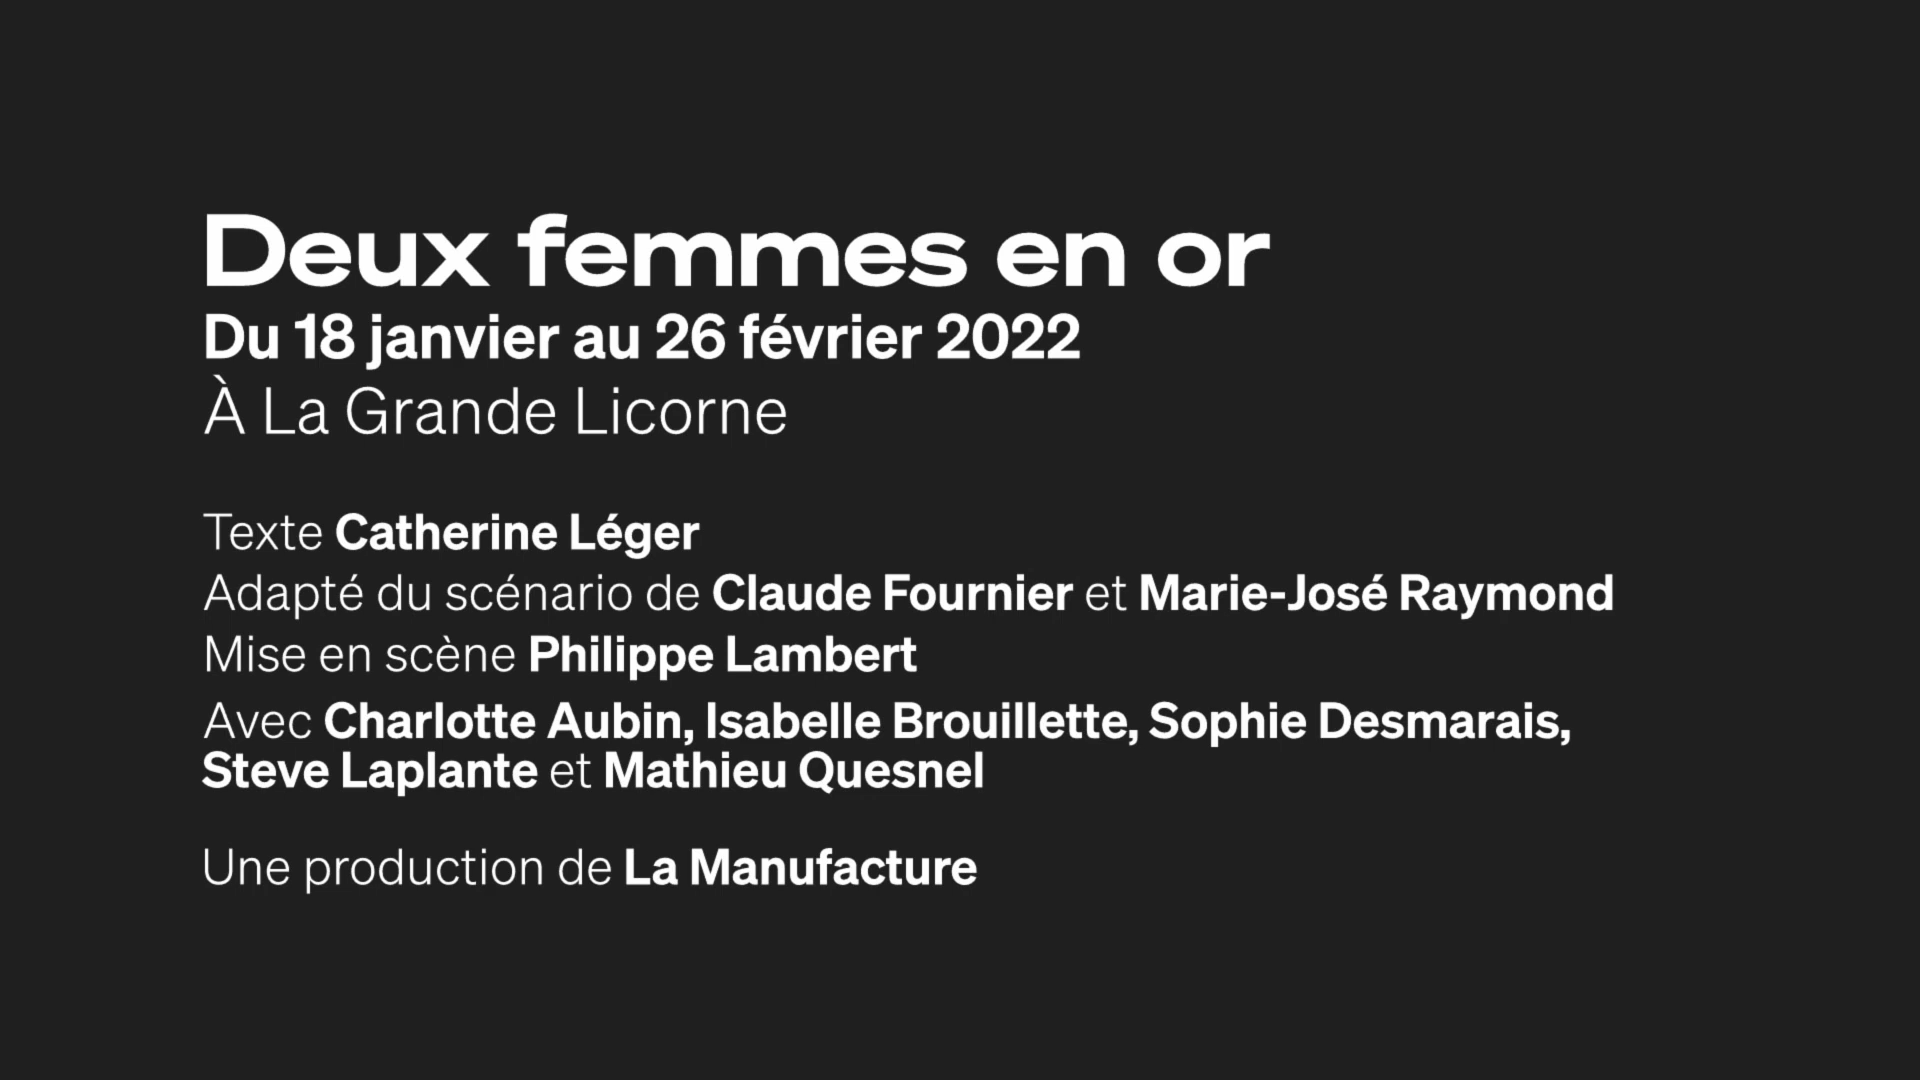 Deux femmes en or
Du 18 janvier au 26 février 2022
À La Grande Licorne
Texte Catherine Léger
Adapté du scénario de Claude Fournier et Marie-José Raymond
Mise en scène Philippe Lambert
Avec Charlotte Aubin, Isabelle Brouillette, Sophie Desmarais,
Steve Laplante et Mathieu Quesnel
Une production de La Manufacture